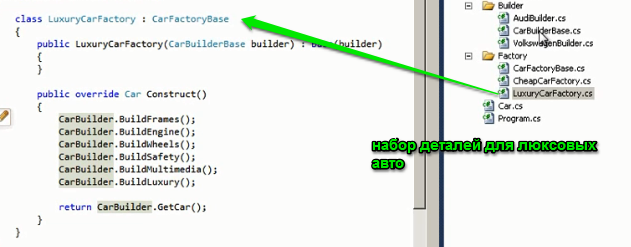 class LuxuryCarFactory : CarFactoryBase
{
public LuxuryCarFactory(CarBuilderBase builder) : (builder)
{
}
public override Car Construct()
{
CarBuilder.BuildFrames();
CarBuilder.BuildEngine();
CarBuilder.BuildWheels();
CarBuilder.BuildSafety();
CarBuilder.BuildMultimedia();
CarBuilder.BuildLuxury();
return CarBuilder.GetCar();
}
}
Builder
AudiBuilder.cs
CarBuilderBase.cs
VolkswagenBuilder.cs
Factory
CarFactoryBase.cs
CheapCarFactory.cs
LuxuryCarFactory.cs
Car.cs
Program.cs
набор деталей для люксовых
авто